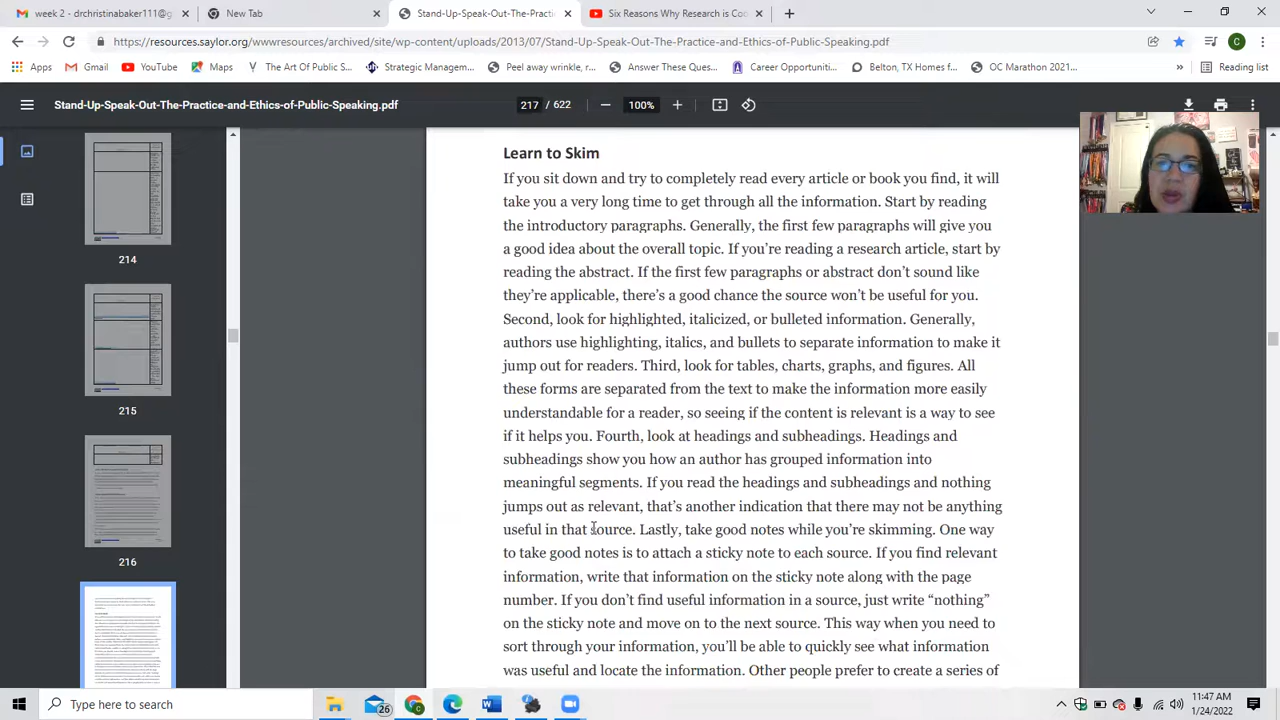 week 2 - drchristinabaker111@g
New Tab
Stand-Up-Speak-Out-The-Practice
Six Reasons Why Research is Coo
https://resources.saylor.org/wwwresources/archived/site/wp-content/uploads/2013/07/Stand-Up-Speak-Out-The-Practice-and-Ethics-of-Public-Speaking.pdf
Apps
Gmail
YouTube
Maps
The Art Of Public S...
Strategic Managem...
Peel away wrinkle, r...
Answer These Ques...
Career Opportuniti...
Belton, TX Homes f...
OC Marathon 2021...
»
Reading list
Stand-Up-Speak-Out-The-Practice-and-Ethics-of-Public-Speaking.pdf
217 / 622
100%
214
215
216
Learn to Skim
If you sit down and try to completely read every article or book you find, it will
take you a very long time to get through all the information. Start by reading
the introductory paragraphs. Generally, the first few paragraphs will give you
a good idea about the overall topic. If you're reading a research article, start by
reading the abstract. If the first few paragraphs or abstract don't sound like
they're applicable, there's a good chance the source won't be useful for you.
Second, look for highlighted, italicized, or bulleted information. Generally,
authors use highlighting, italics, and bullets to separate information to make it
jump out for readers. Third, look for tables, charts, graphs, and figures. All
these forms are separated from the text to make the information more easily
understandable for a reader, so seeing if the content is relevant is a way to see
if it helps you. Fourth, look at headings and subheadings. Headings and
subheadings show you how an author has grouped information into
meaningful segments. If you read the headings and subheadings and nothing
jumps out as relevant, that's another indication that there may not be anything
useful in that source. Lastly, take good notes while you're skimming. One way
to take good notes is to attach a sticky note to each source. If you find relevant
information, write that information on the sticky note along with the page
number. If you don't find useful information in a source, just write "nothing"
on the sticky note and move on to the next source. This way when you need to
sort through your information, you'll be able to quickly see what information
was useful and locate the information. Other people prefer to create a series of
Type here to search
26
11:47 AM
1/24/2022